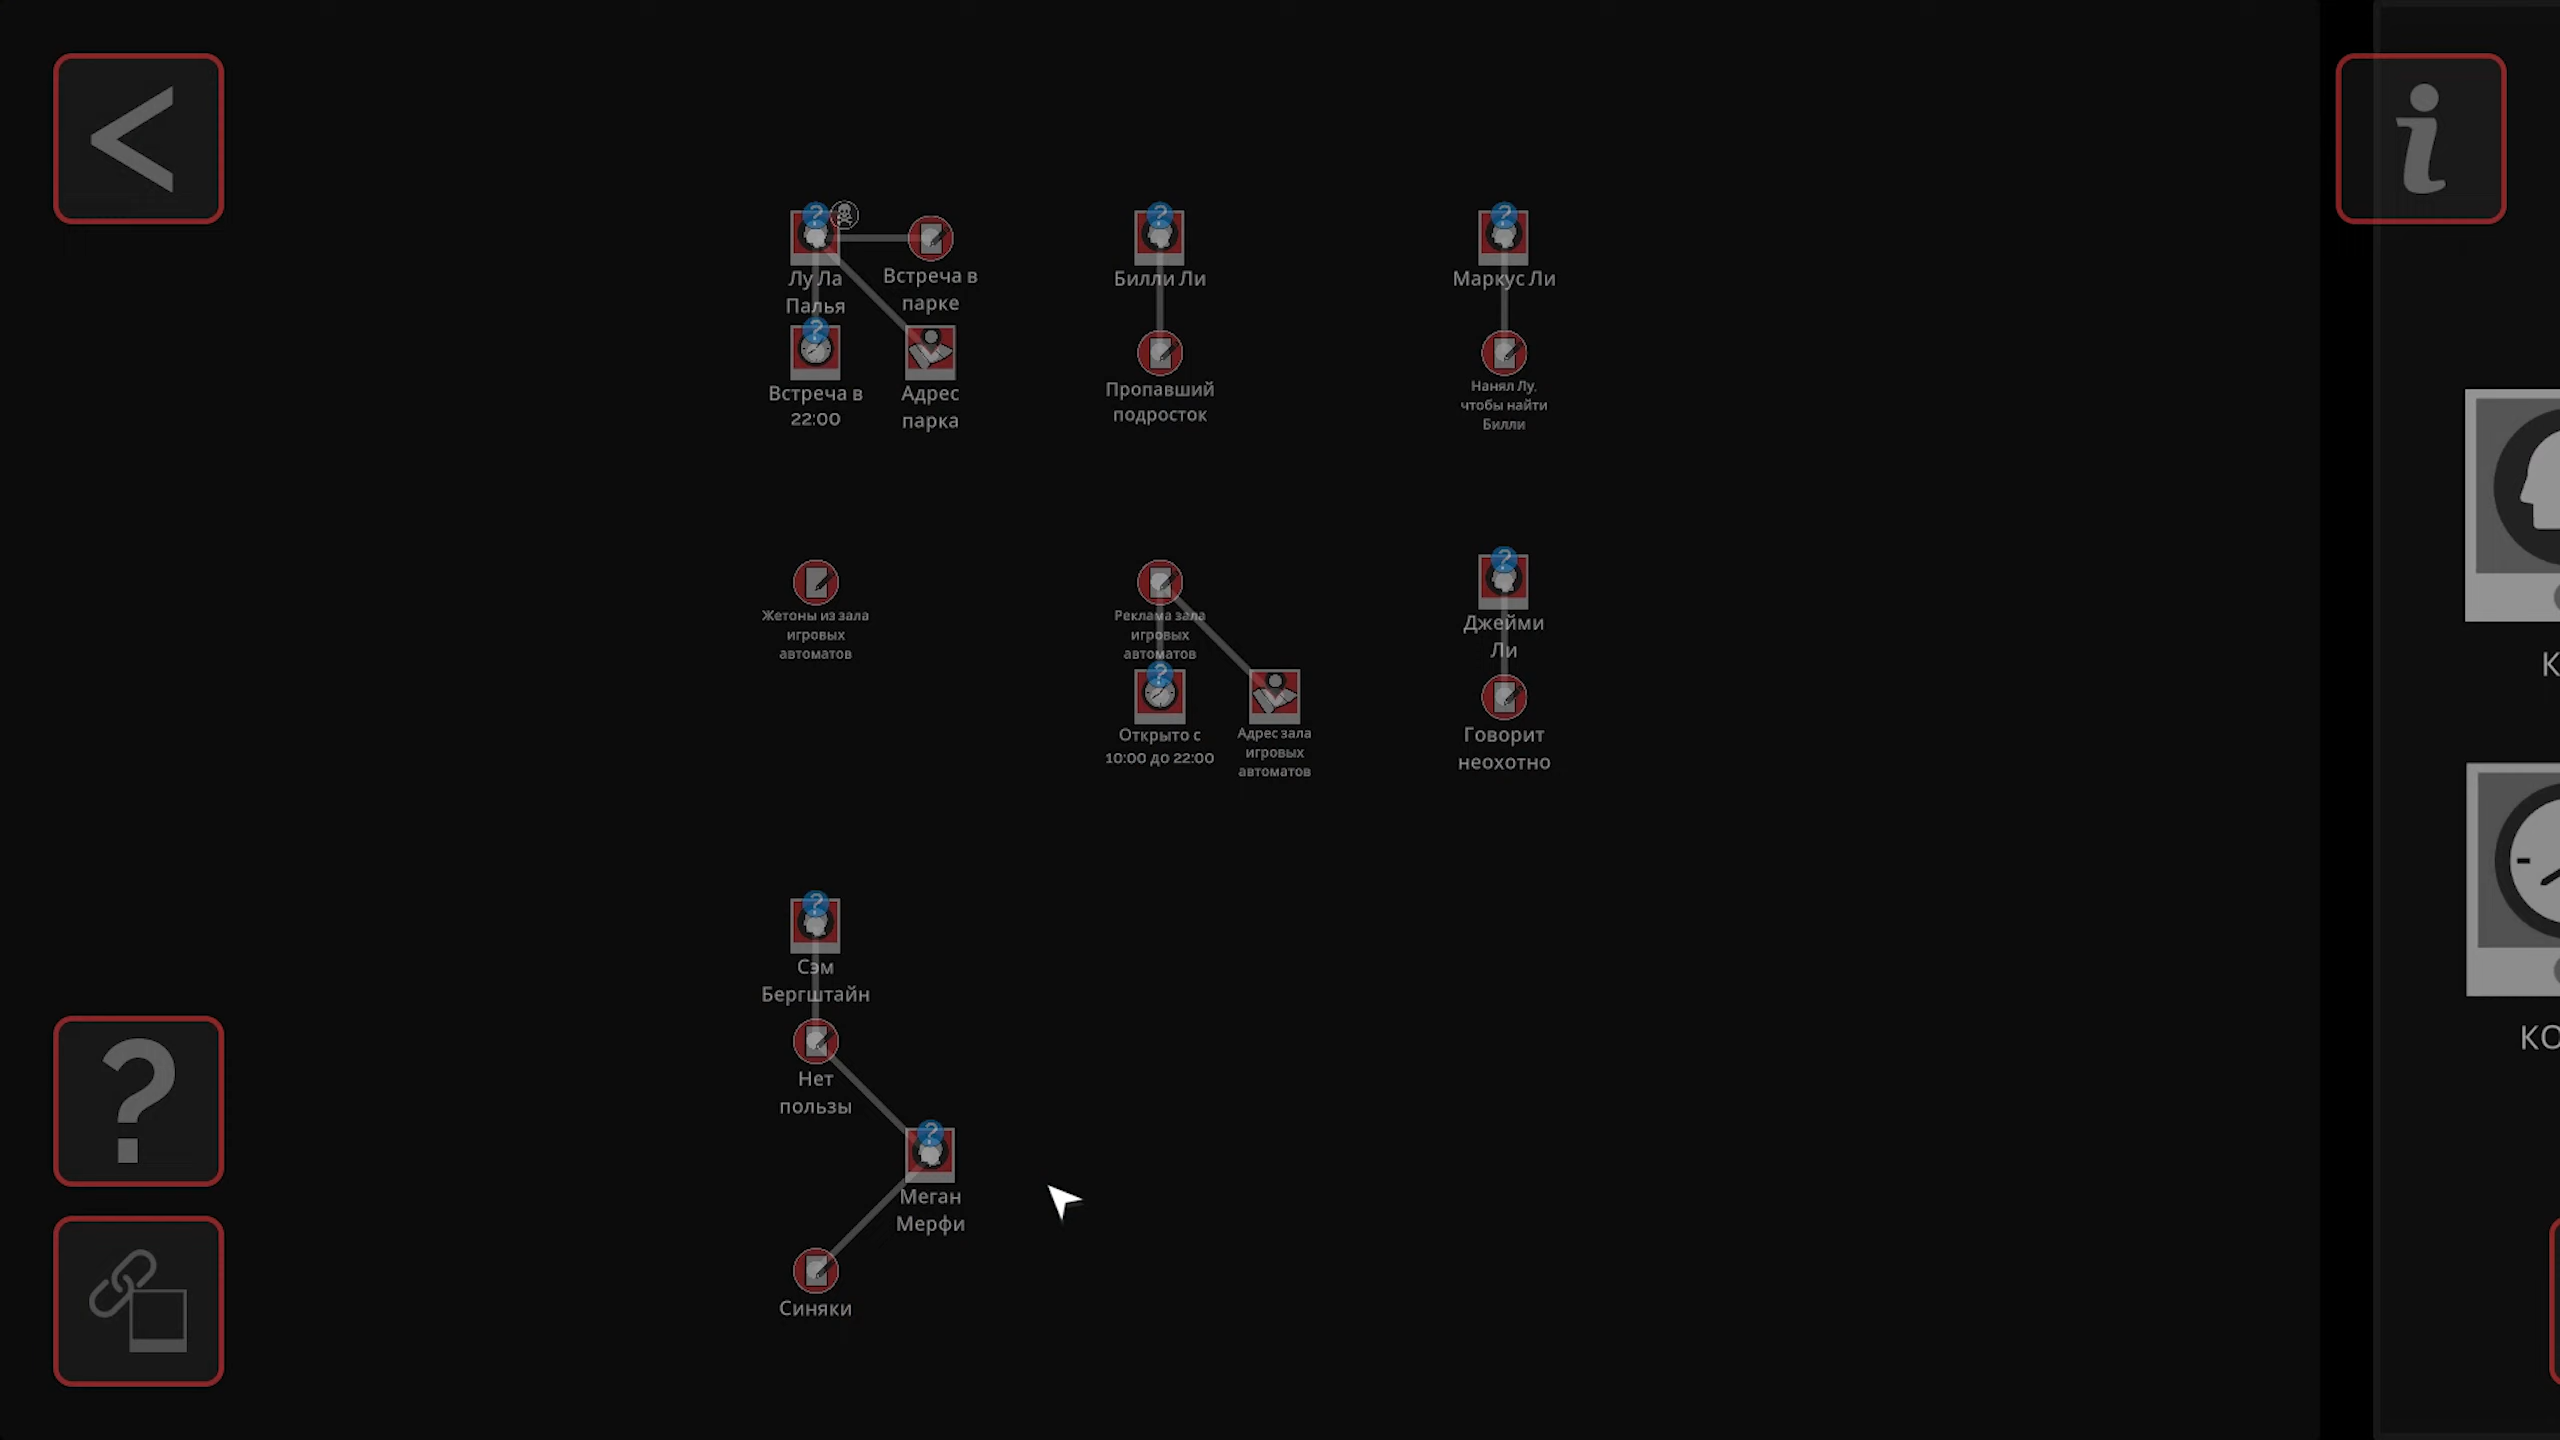 Лу Ла
Палья
Встреча в
парке
Встреча в
22:00
Адрес
парка
Билли Ли
Пропавший
подросток
Маркус Ли
Нанял Лу,
чтобы найти
Билли
Жетоны из зала
игровых
автоматов
Реклама зала
игровых
автоматов
Открыто с
10:00 до 22:00
Адрес зала
игровых
автоматов
Джейми
Ли
Говорит
неохотно
Сэм
Бергштайн
Нет
пользы
Меган
Мерфи
Синяки